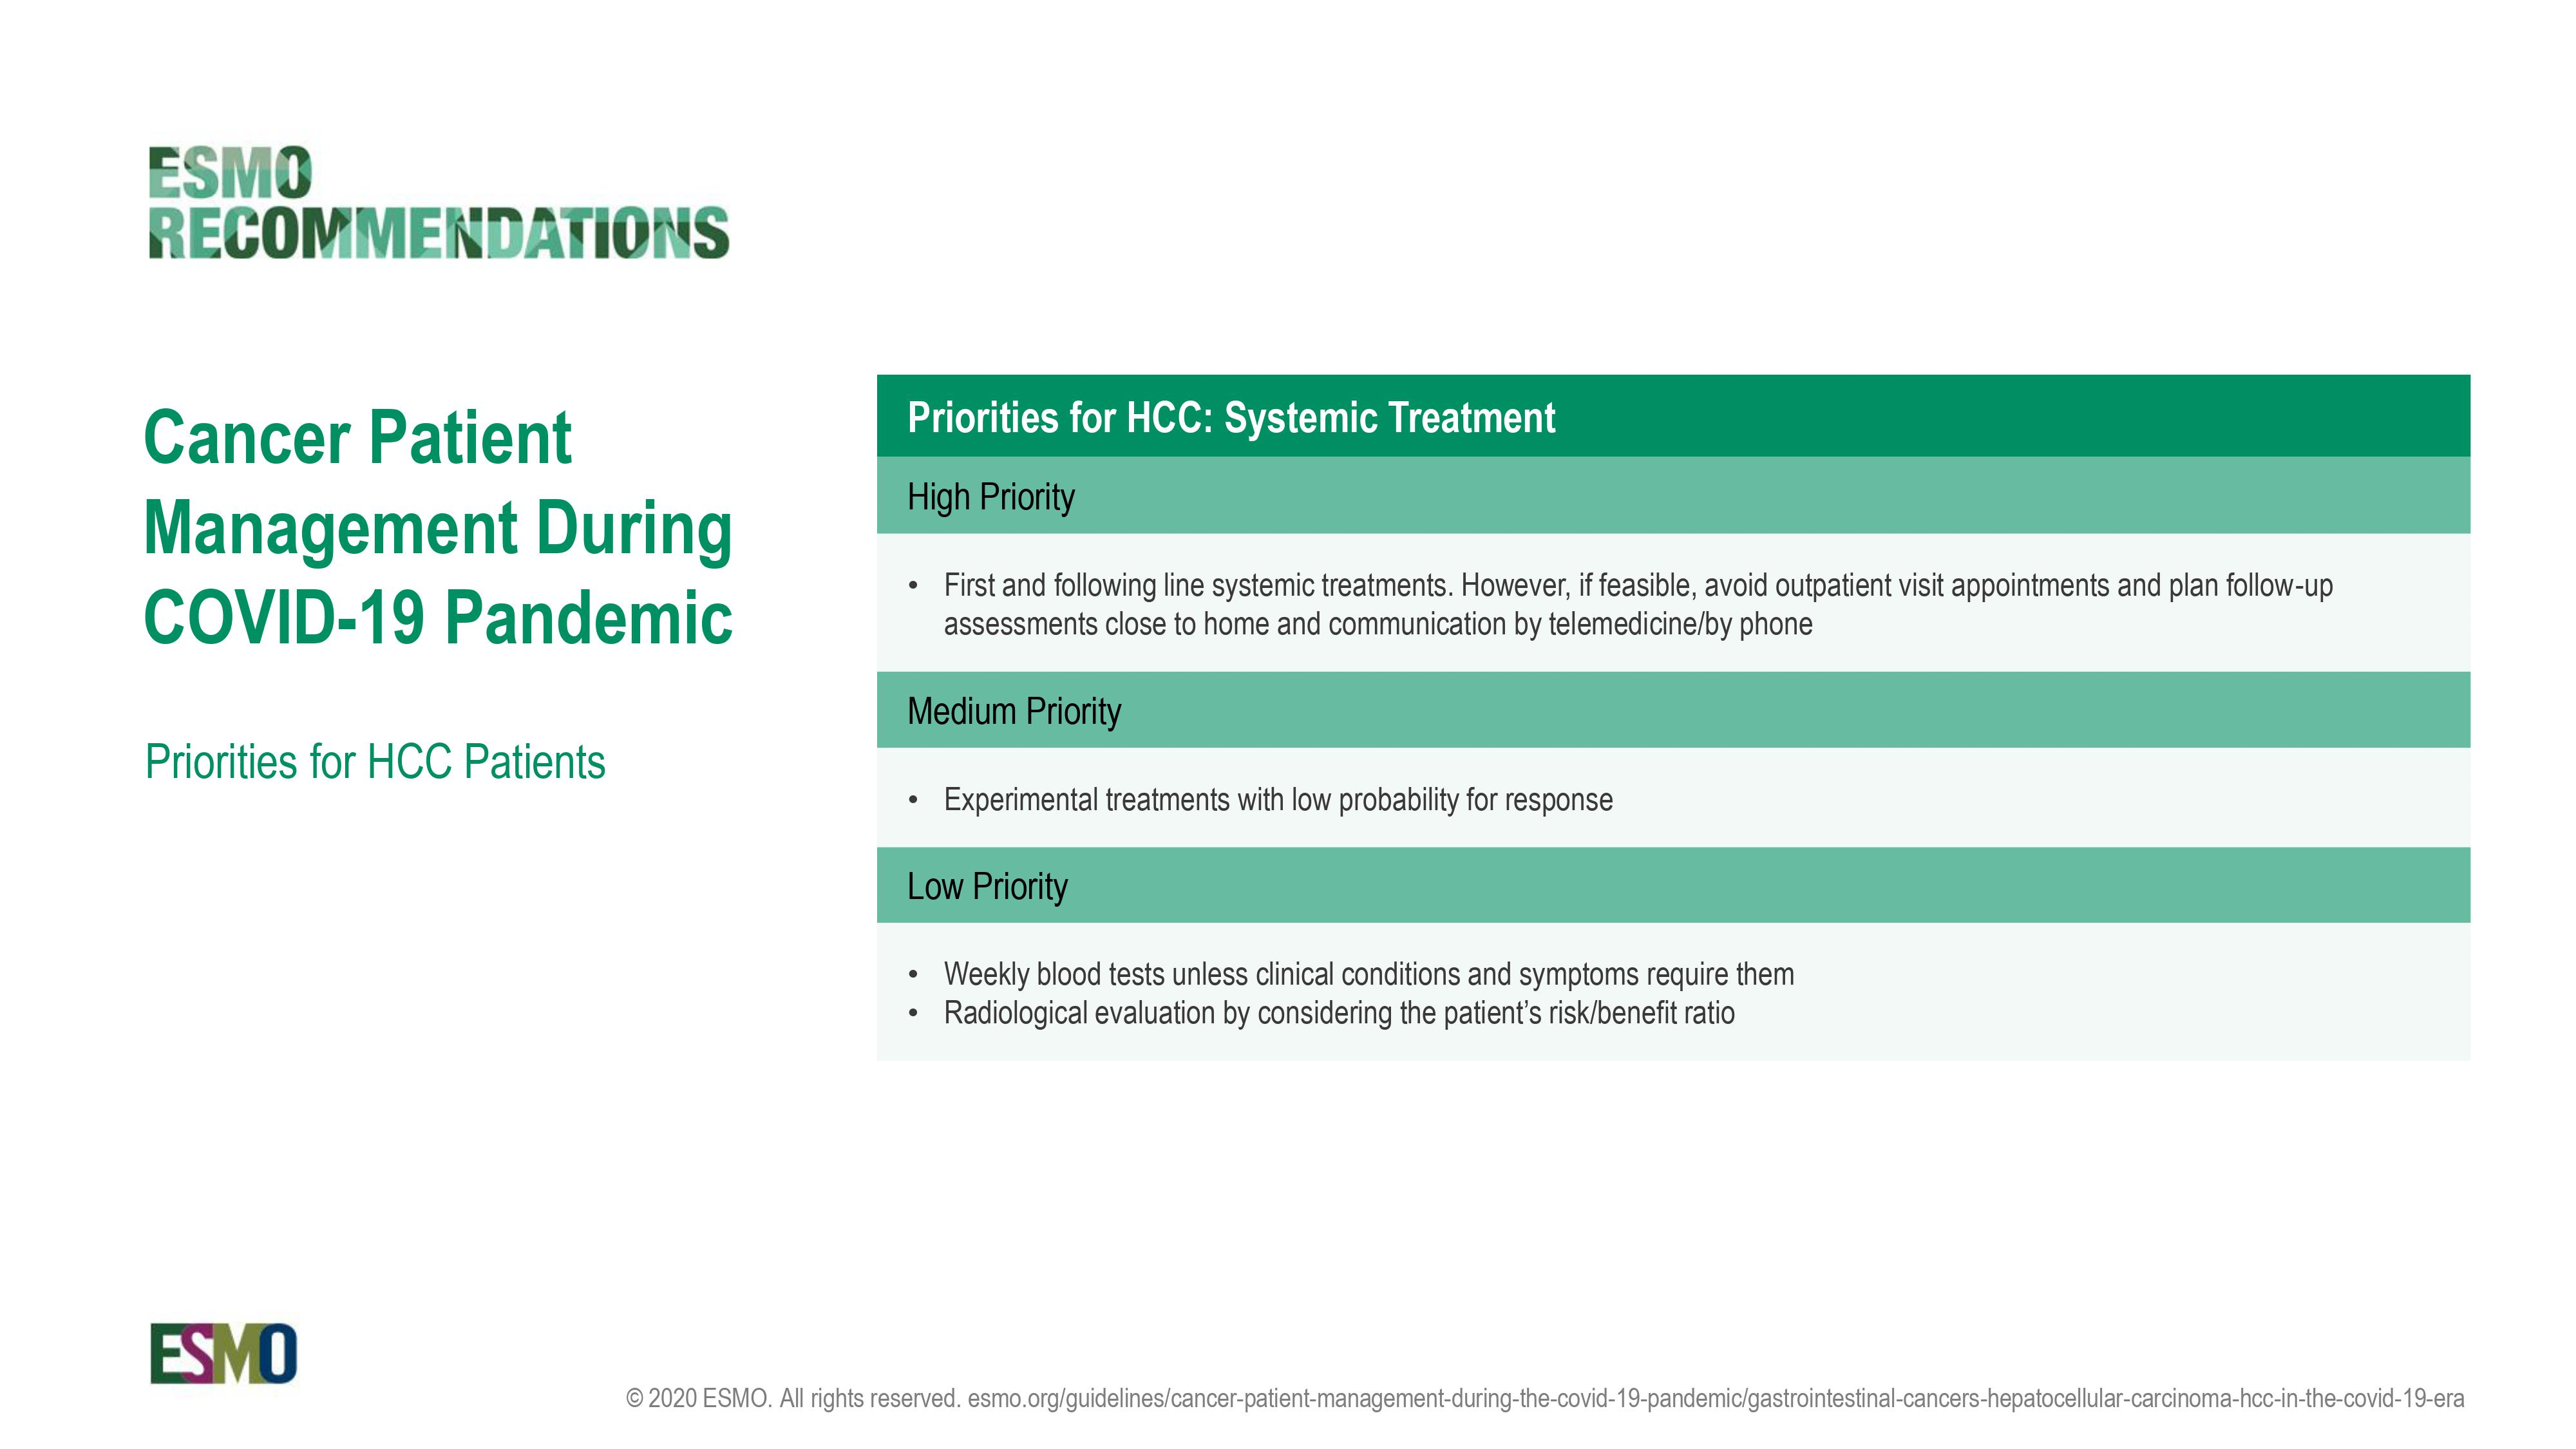 ESMO
RECOMMENDATIONS
Cancer Patient
Management During
COVID-19 Pandemic
Priorities for HCC Patients
Priorities for HCC: Systemic Treatment
High Priority
• First and following line systemic treatments. However, if feasible, avoid outpatient visit appointments and plan follow-up
assessments close to home and communication by telemedicine/by phone
Medium Priority
• Experimental treatments with low probability for response
Low Priority
• Weekly blood tests unless clinical conditions and symptoms require them
• Radiological evaluation by considering the patient’s risk/benefit ratio
ESMO
© 2020 ESMO. All rights reserved. esmo.org/guidelines/cancer-patient-management-during-the-covid-19-pandemic/gastrointestinal-cancers-hepatocellular-carcinoma-hcc-in-the-covid-19-era